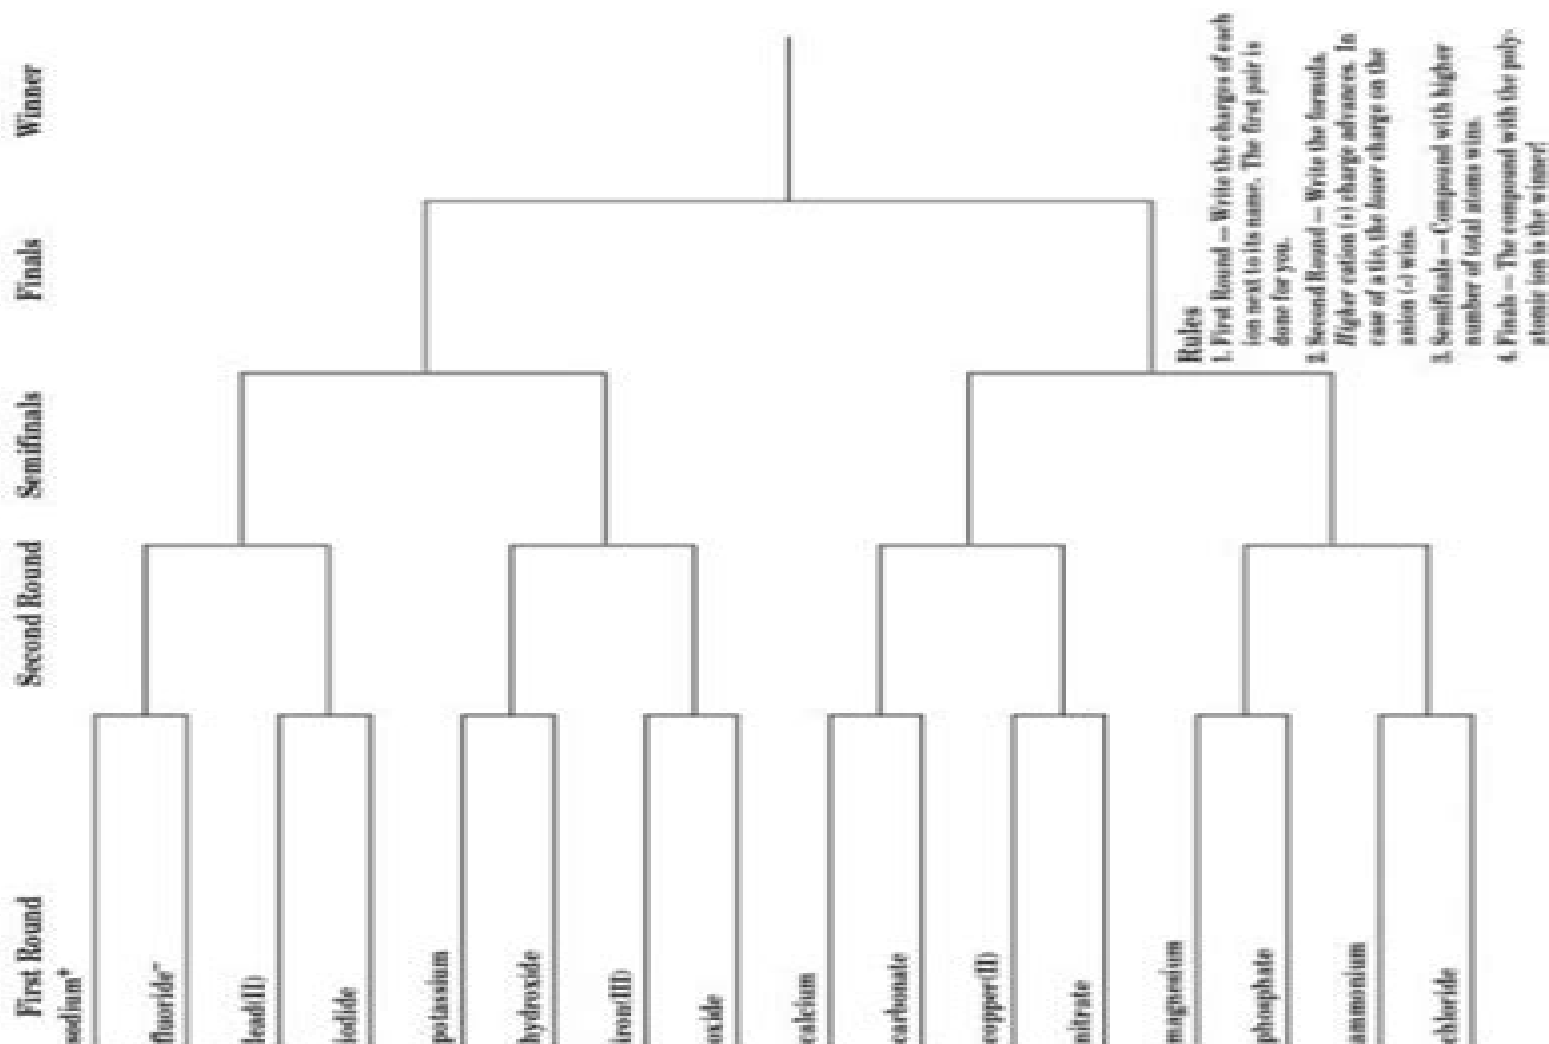 First Round
Second Round
Semifinals
Finals
Winner
sodium⁺
fluoride⁻
lead(II)
iodide
potassium
hydroxide
iron(III)
oxide
calcium
carbonate
copper(II)
nitrate
magnesium
phosphate
ammonium
chloride
Rules
1. First Round – Write the charges of each
ion next to its name. The first pair is
done for you.
2. Second Round – Write the formula.
Higher cation (+) charge advances. In
case of a tie, the lower charge on the
anion (-) wins.
3. Semifinals – Compound with higher
number of total atoms wins.
4. Finals – The compound with the poly-
atomic ion is the winner!